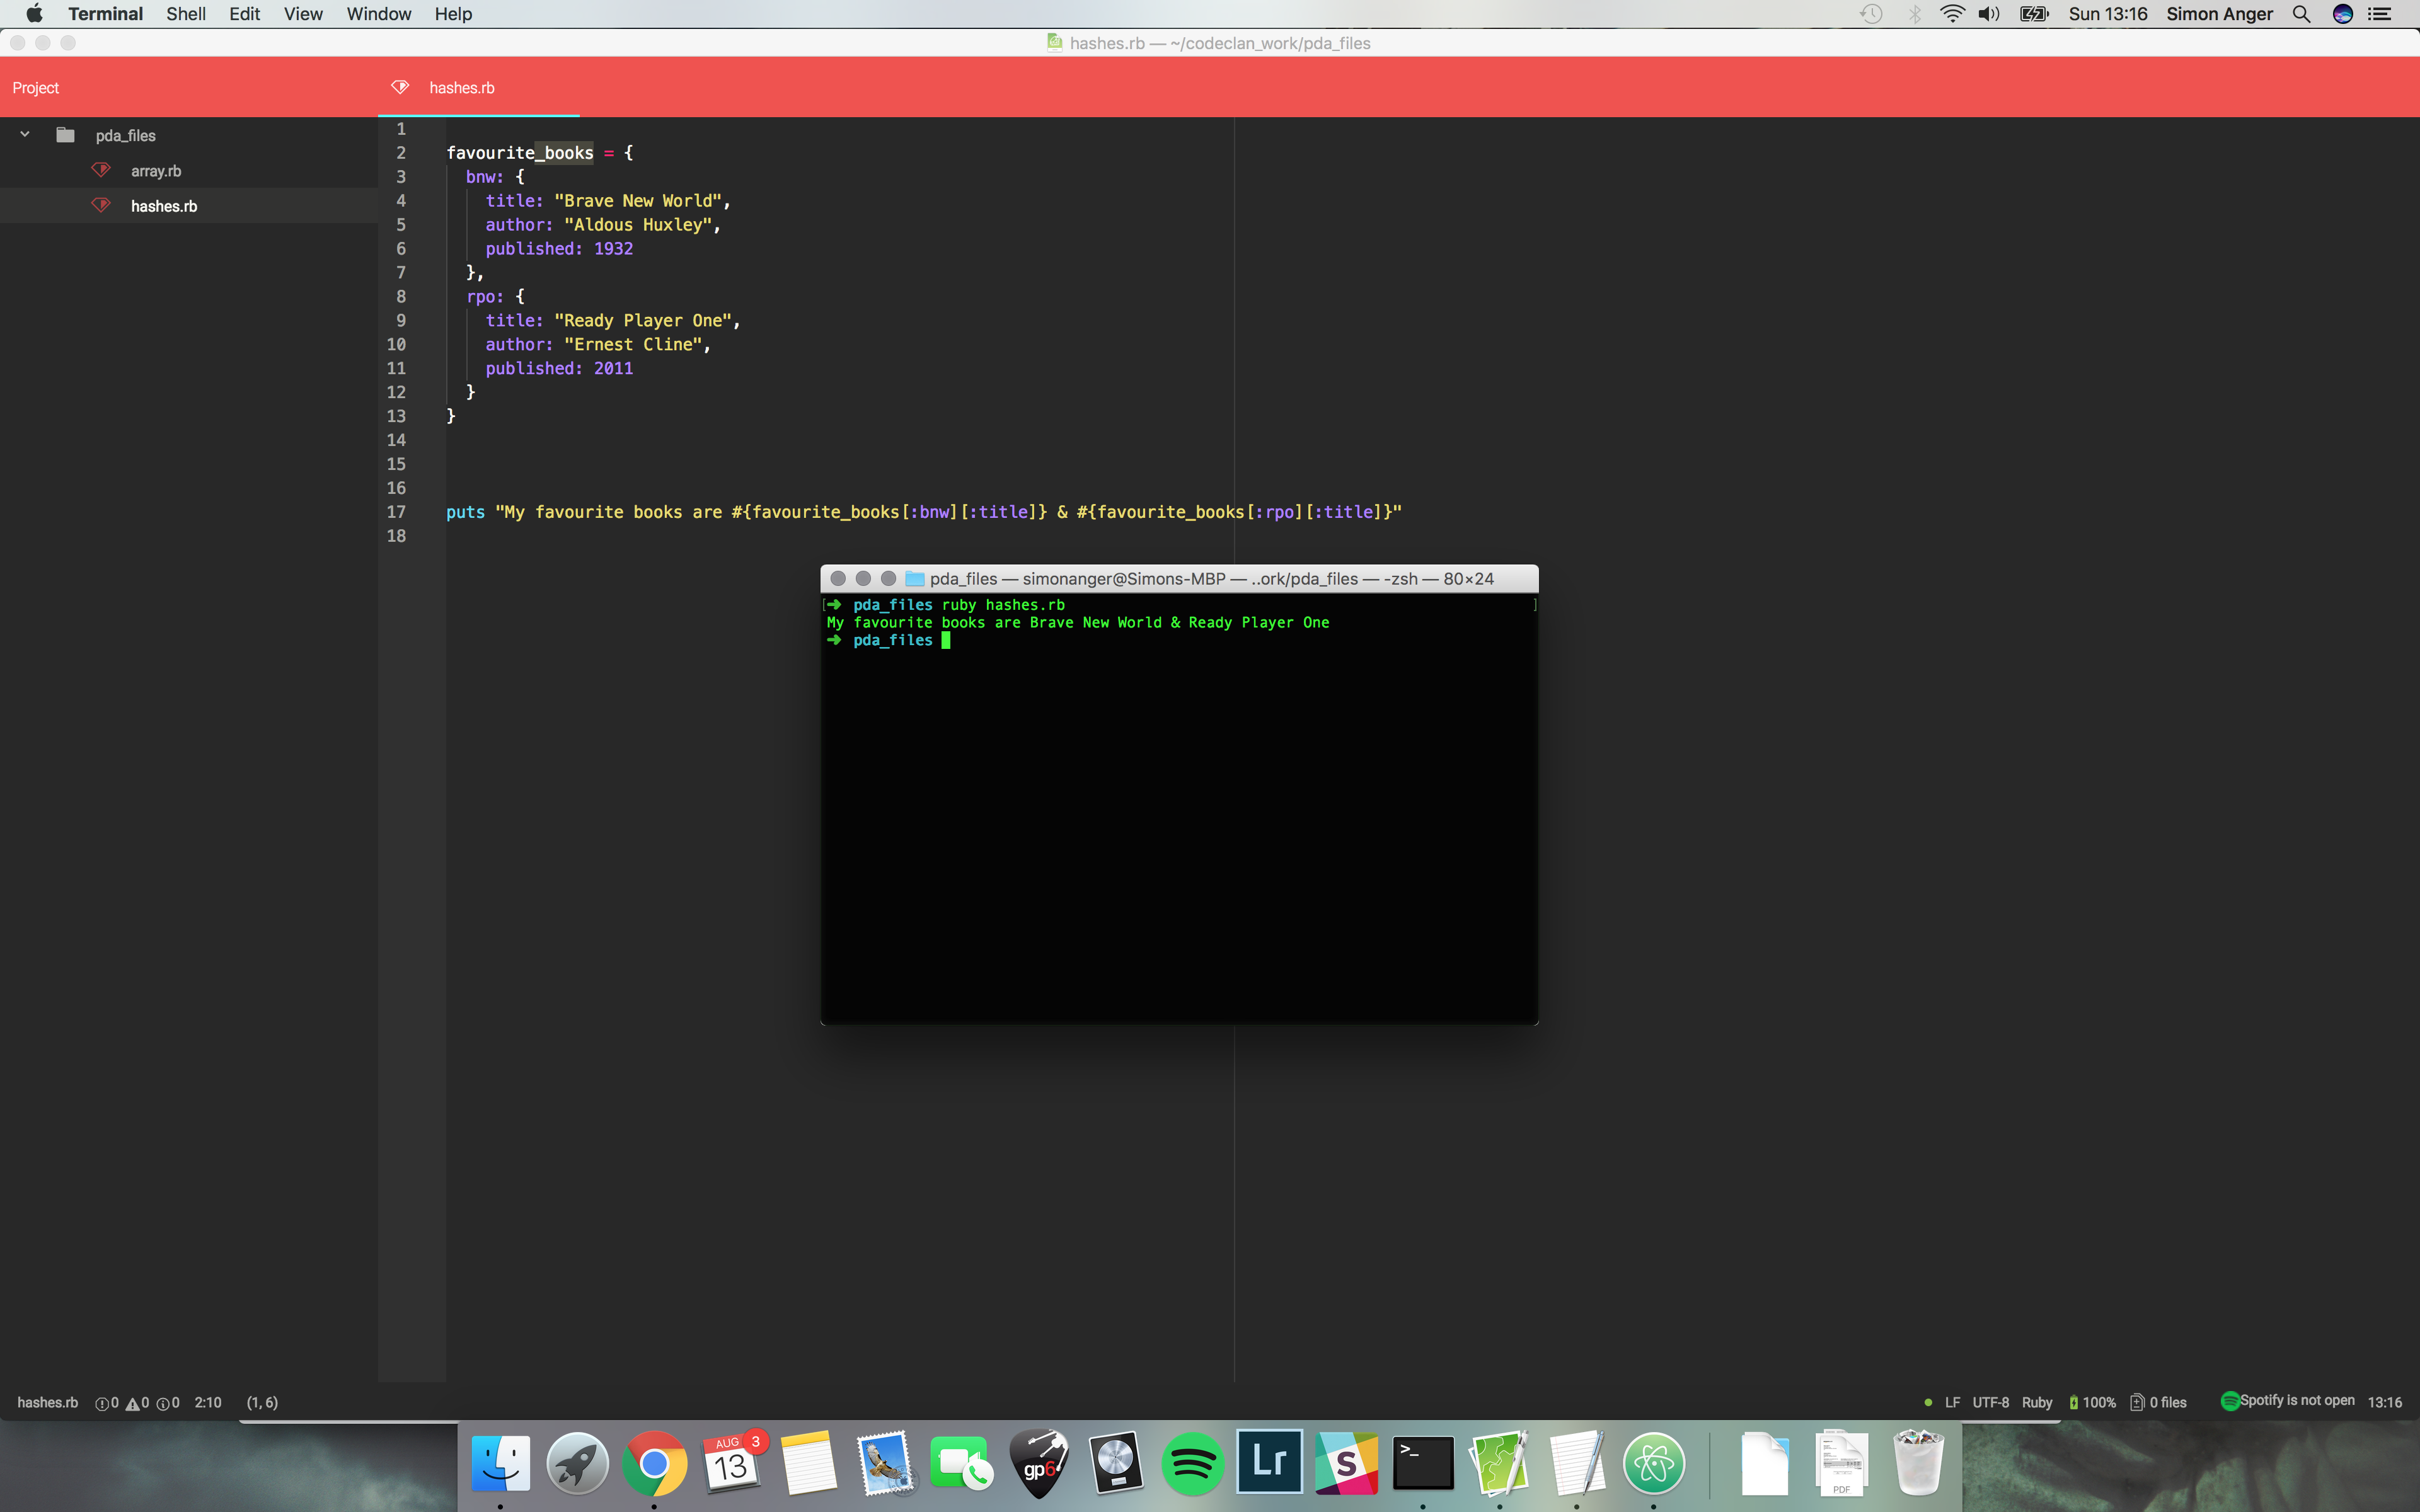 Terminal Shell Edit View Window Help Sun 13:16 Simon Anger
hashes.rb — ~/codeclan_work/pda_files
Project hashes.rb
pda_files
array.rb
hashes.rb
1
2 favourite_books = {
3 bnw: {
4 title: "Brave New World",
5 author: "Aldous Huxley",
6 published: 1932
7 },
8 rpo: {
9 title: "Ready Player One",
10 author: "Ernest Cline",
11 published: 2011
12 }
13 }
14
15
16
17 puts "My favourite books are #{favourite_books[:bnw][:title]} & #{favourite_books[:rpo][:title]}"
18
pda_files — simonanger@Simons-MBP — ..ork/pda_files — -zsh — 80×24
[➜ pda_files ruby hashes.rb ]
My favourite books are Brave New World & Ready Player One
➜ pda_files
hashes.rb 0 0 0 2:10 (1, 6) LF UTF-8 Ruby 100% 0 files Spotify is not open 13:16
AUG 3
13
gp6
Lr
S
>_
PDF